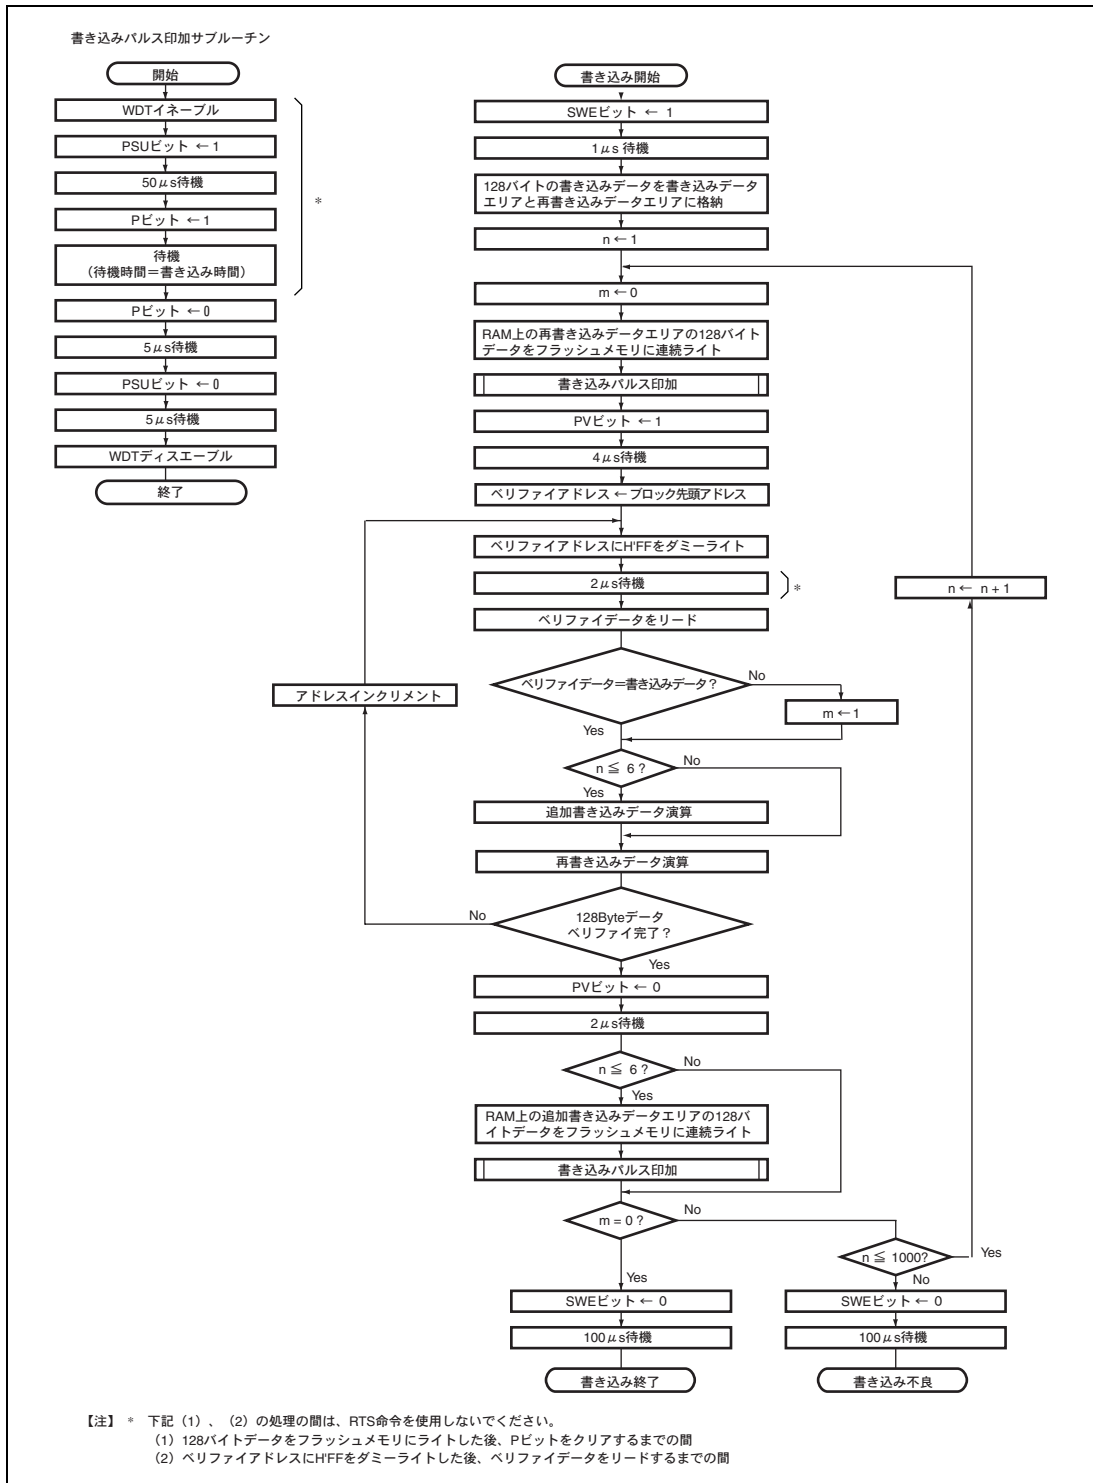 書き込みパルス印加サブルーチン
開始
WDTイネーブル
PSUビット ← 1
50μs待機
Pビット ← 1
待機
（待機時間＝書き込み時間）
*
Pビット ← 0
5μs待機
PSUビット ← 0
5μs待機
WDTディスエーブル
終了
書き込み開始
SWEビット ← 1
1μs 待機
128バイトの書き込みデータを書き込みデータ
エリアと再書き込みデータエリアに格納
n ← 1
m ← 0
RAM上の再書き込みデータエリアの128バイト
データをフラッシュメモリに連続ライト
書き込みパルス印加
PVビット ← 1
4μs待機
ベリファイアドレス ← ブロック先頭アドレス
ベリファイアドレスにH'FFをダミーライト
2μs待機
*
n ← n + 1
ベリファイデータをリード
ベリファイデータ＝書き込みデータ？
No
アドレスインクリメント
m ← 1
Yes
n ≦ 6 ?
No
Yes
追加書き込みデータ演算
再書き込みデータ演算
128Byteデータ
ベリファイ完了？
No
Yes
PVビット ← 0
2μs待機
n ≦ 6 ?
No
Yes
RAM上の追加書き込みデータエリアの128バ
イトデータをフラッシュメモリに連続ライト
書き込みパルス印加
m = 0 ?
No
n ≦ 1000?
Yes
Yes
No
SWEビット ← 0
SWEビット ← 0
100μs待機
100μs待機
書き込み終了
書き込み不良
【注】 * 下記（1）、（2）の処理の間は、RTS命令を使用しないでください。
（1）128バイトデータをフラッシュメモリにライトした後、Pビットをクリアするまでの間
（2）ベリファイアドレスにH'FFをダミーライトした後、ベリファイデータをリードするまでの間